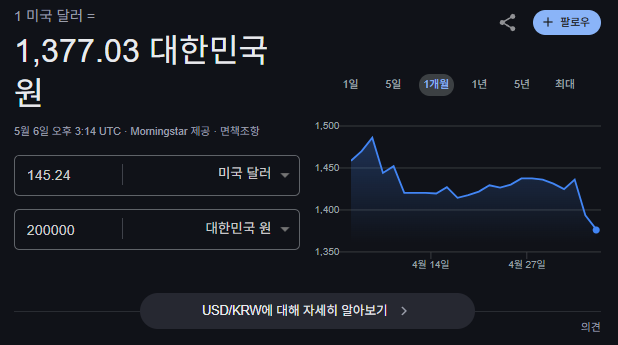 1 미국 달러 =
1,377.03 대한민국
원
5월 6일 오후 3:14 UTC · Morningstar 제공 · 면책조항
145.24 미국 달러
200000 대한민국 원
팔로우
1일 5일 1개월 1년 5년 최대
1,500
1,450
1,400
1,350
4월 14일 4월 27일
USD/KRW에 대해 자세히 알아보기
의견